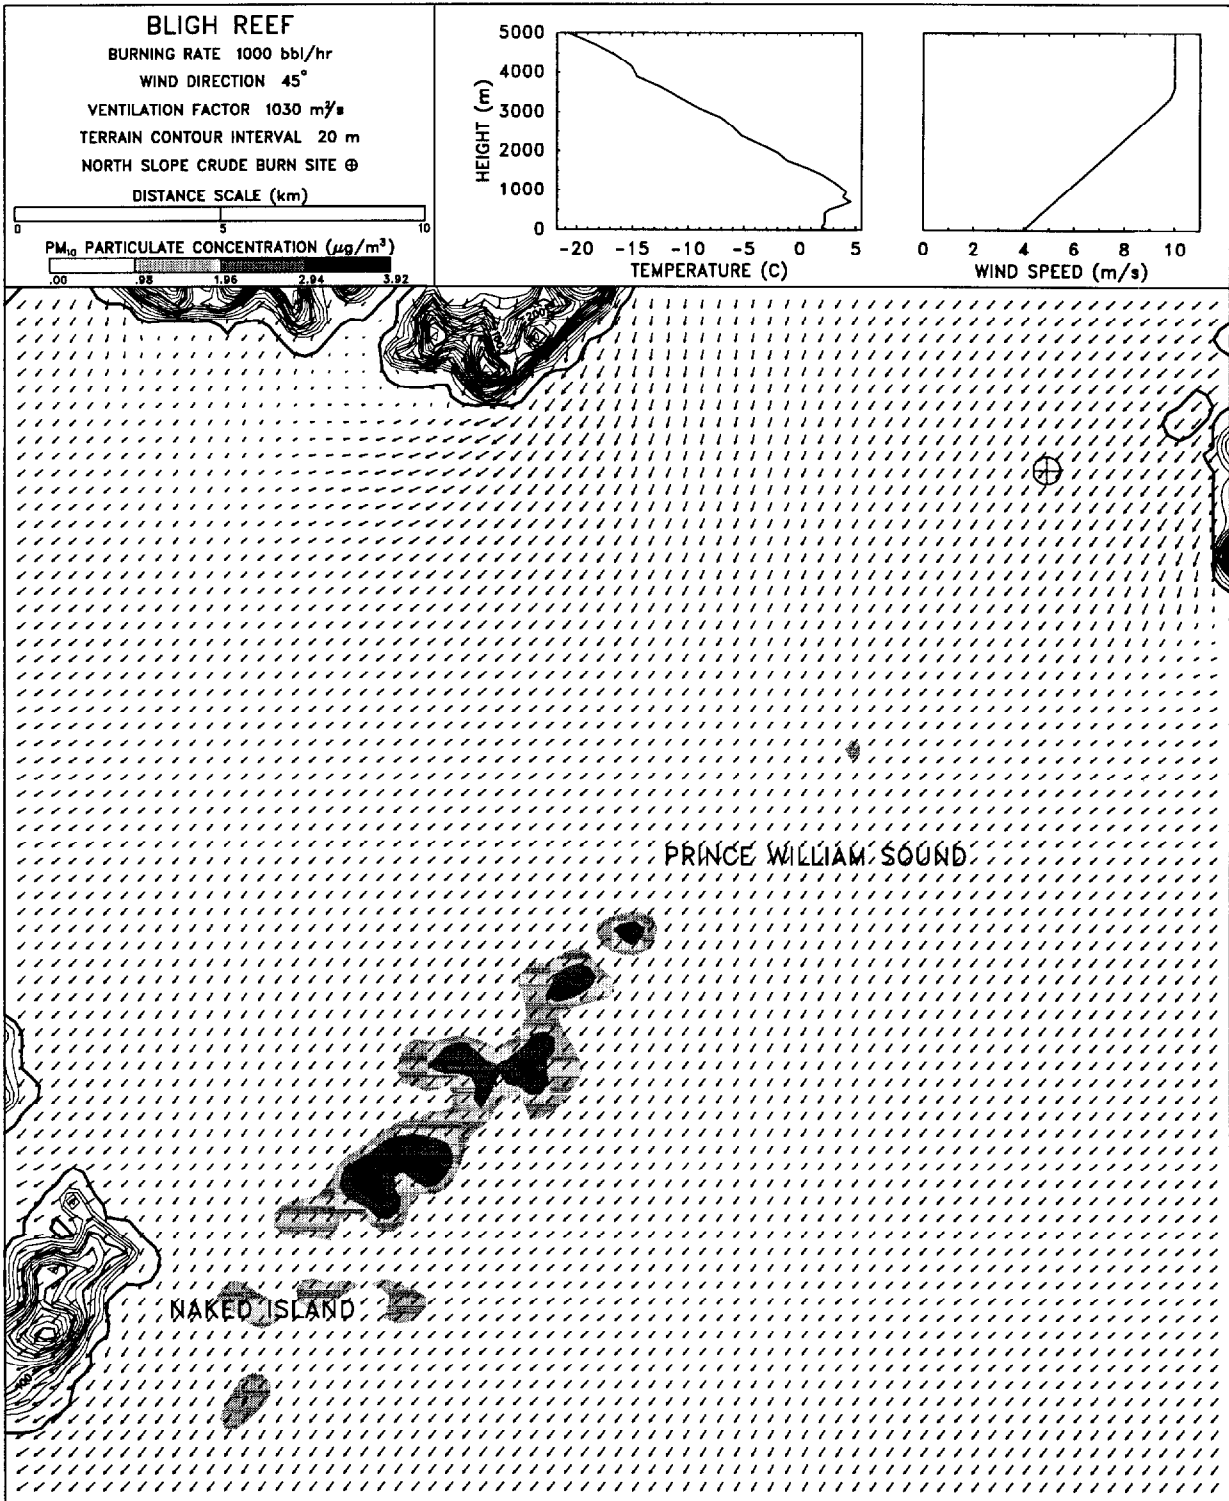 BLIGH REEF
BURNING RATE 1000 bbl/hr
WIND DIRECTION 45°
VENTILATION FACTOR 1030 m²/s
TERRAIN CONTOUR INTERVAL 20 m
NORTH SLOPE CRUDE BURN SITE ⊕
DISTANCE SCALE (km)
0 5 10
PM₁₀ PARTICULATE CONCENTRATION (μg/m³)
.00 .98 1.96 2.94 3.92
HEIGHT (m)
5000
4000
3000
2000
1000
0
-20 -15 -10 -5 0 5
TEMPERATURE (C)
0 2 4 6 8 10
WIND SPEED (m/s)
200
PRINCE WILLIAM SOUND
NAKED ISLAND